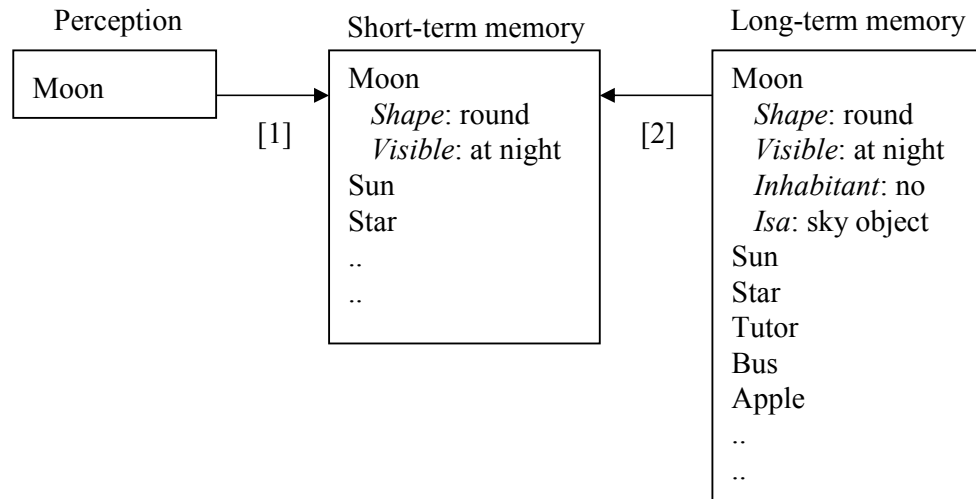 Perception
Moon
[1]
Short-term memory
Moon
Shape: round
Visible: at night
Sun
Star
..
..
[2]
Long-term memory
Moon
Shape: round
Visible: at night
Inhabitant: no
Isa: sky object
Sun
Star
Tutor
Bus
Apple
..
..